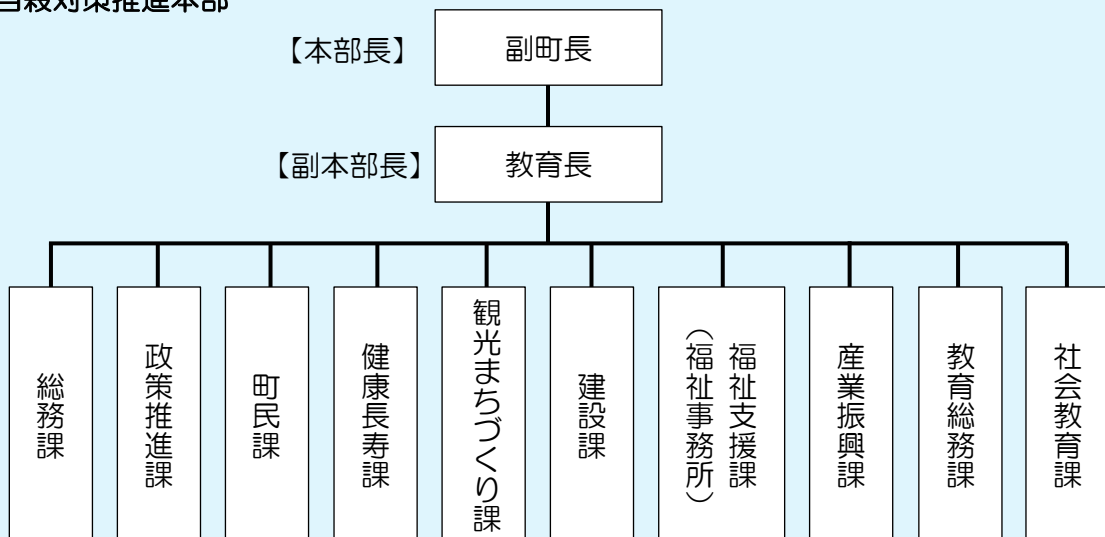 自殺対策推進本部
【本部長】
副町長
【副本部長】
教育長
総務課
政策推進課
町民課
健康長寿課
観光まちづくり課
建設課
福祉支援課
（福祉事務所）
産業振興課
教育総務課
社会教育課